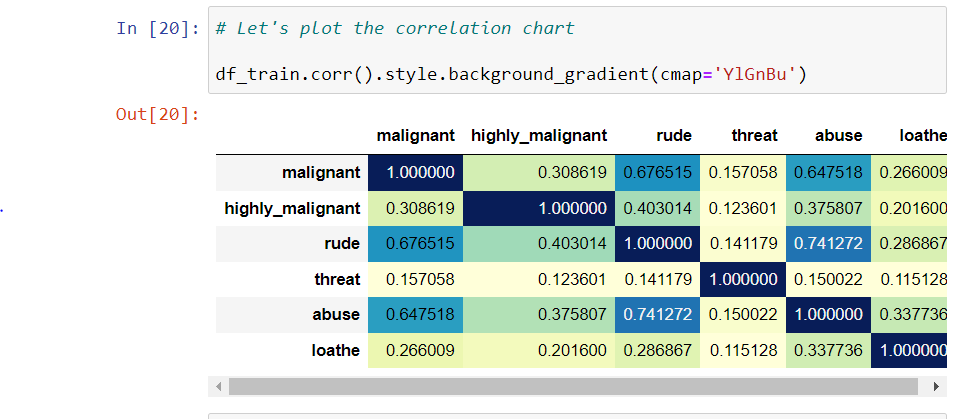 In [20]: # Let's plot the correlation chart
df_train.corr().style.background_gradient(cmap='YlGnBu')
Out[20]:
malignant highly_malignant rude threat abuse loathe
malignant 1.000000 0.308619 0.676515 0.157058 0.647518 0.266009
highly_malignant 0.308619 1.000000 0.403014 0.123601 0.375807 0.201600
rude 0.676515 0.403014 1.000000 0.141179 0.741272 0.286867
threat 0.157058 0.123601 0.141179 1.000000 0.150022 0.115128
abuse 0.647518 0.375807 0.741272 0.150022 1.000000 0.337736
loathe 0.266009 0.201600 0.286867 0.115128 0.337736 1.000000